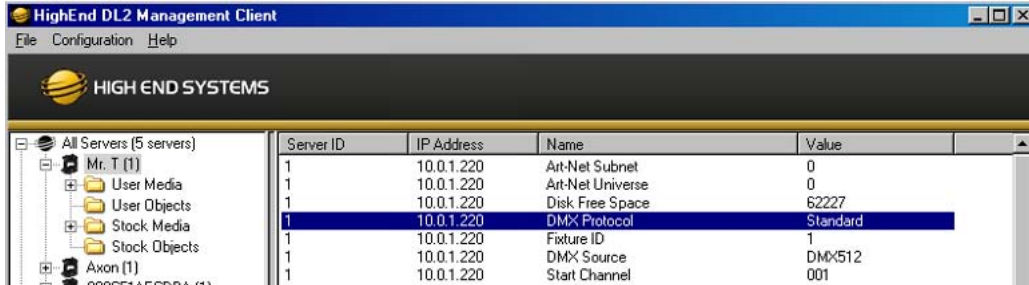 HighEnd DL2 Management Client
File Configuration Help
HIGH END SYSTEMS
All Servers (5 servers)
Mr. T (1)
User Media
User Objects
Stock Media
Stock Objects
Axon (1)
Server ID IP Address Name Value
1 10.0.1.220 Art-Net Subnet 0
1 10.0.1.220 Art-Net Universe 0
1 10.0.1.220 Disk Free Space 62227
1 10.0.1.220 DMX Protocol Standard
1 10.0.1.220 Fixture ID 1
1 10.0.1.220 DMX Source DMX512
1 10.0.1.220 Start Channel 001